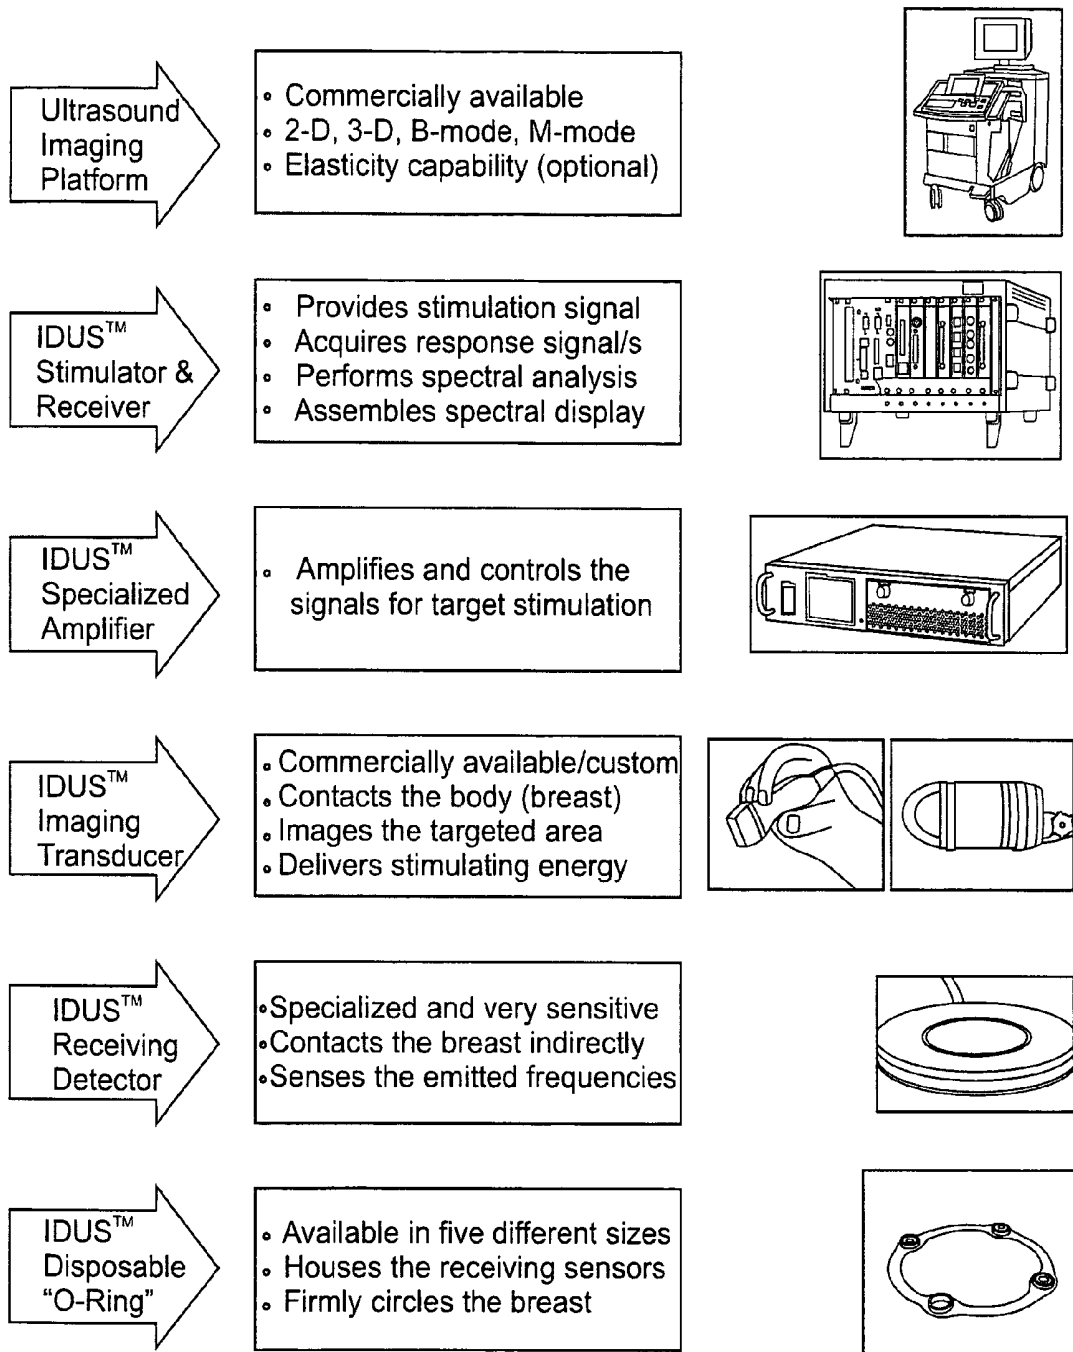 Ultrasound
Imaging
Platform
• Commercially available
• 2-D, 3-D, B-mode, M-mode
• Elasticity capability (optional)
IDUS™
Stimulator &
Receiver
• Provides stimulation signal
• Acquires response signal/s
• Performs spectral analysis
• Assembles spectral display
IDUS™
Specialized
Amplifier
• Amplifies and controls the
signals for target stimulation
IDUS™
Imaging
Transducer
• Commercially available/custom
• Contacts the body (breast)
• Images the targeted area
• Delivers stimulating energy
IDUS™
Receiving
Detector
• Specialized and very sensitive
• Contacts the breast indirectly
• Senses the emitted frequencies
IDUS™
Disposable
“O-Ring”
• Available in five different sizes
• Houses the receiving sensors
• Firmly circles the breast